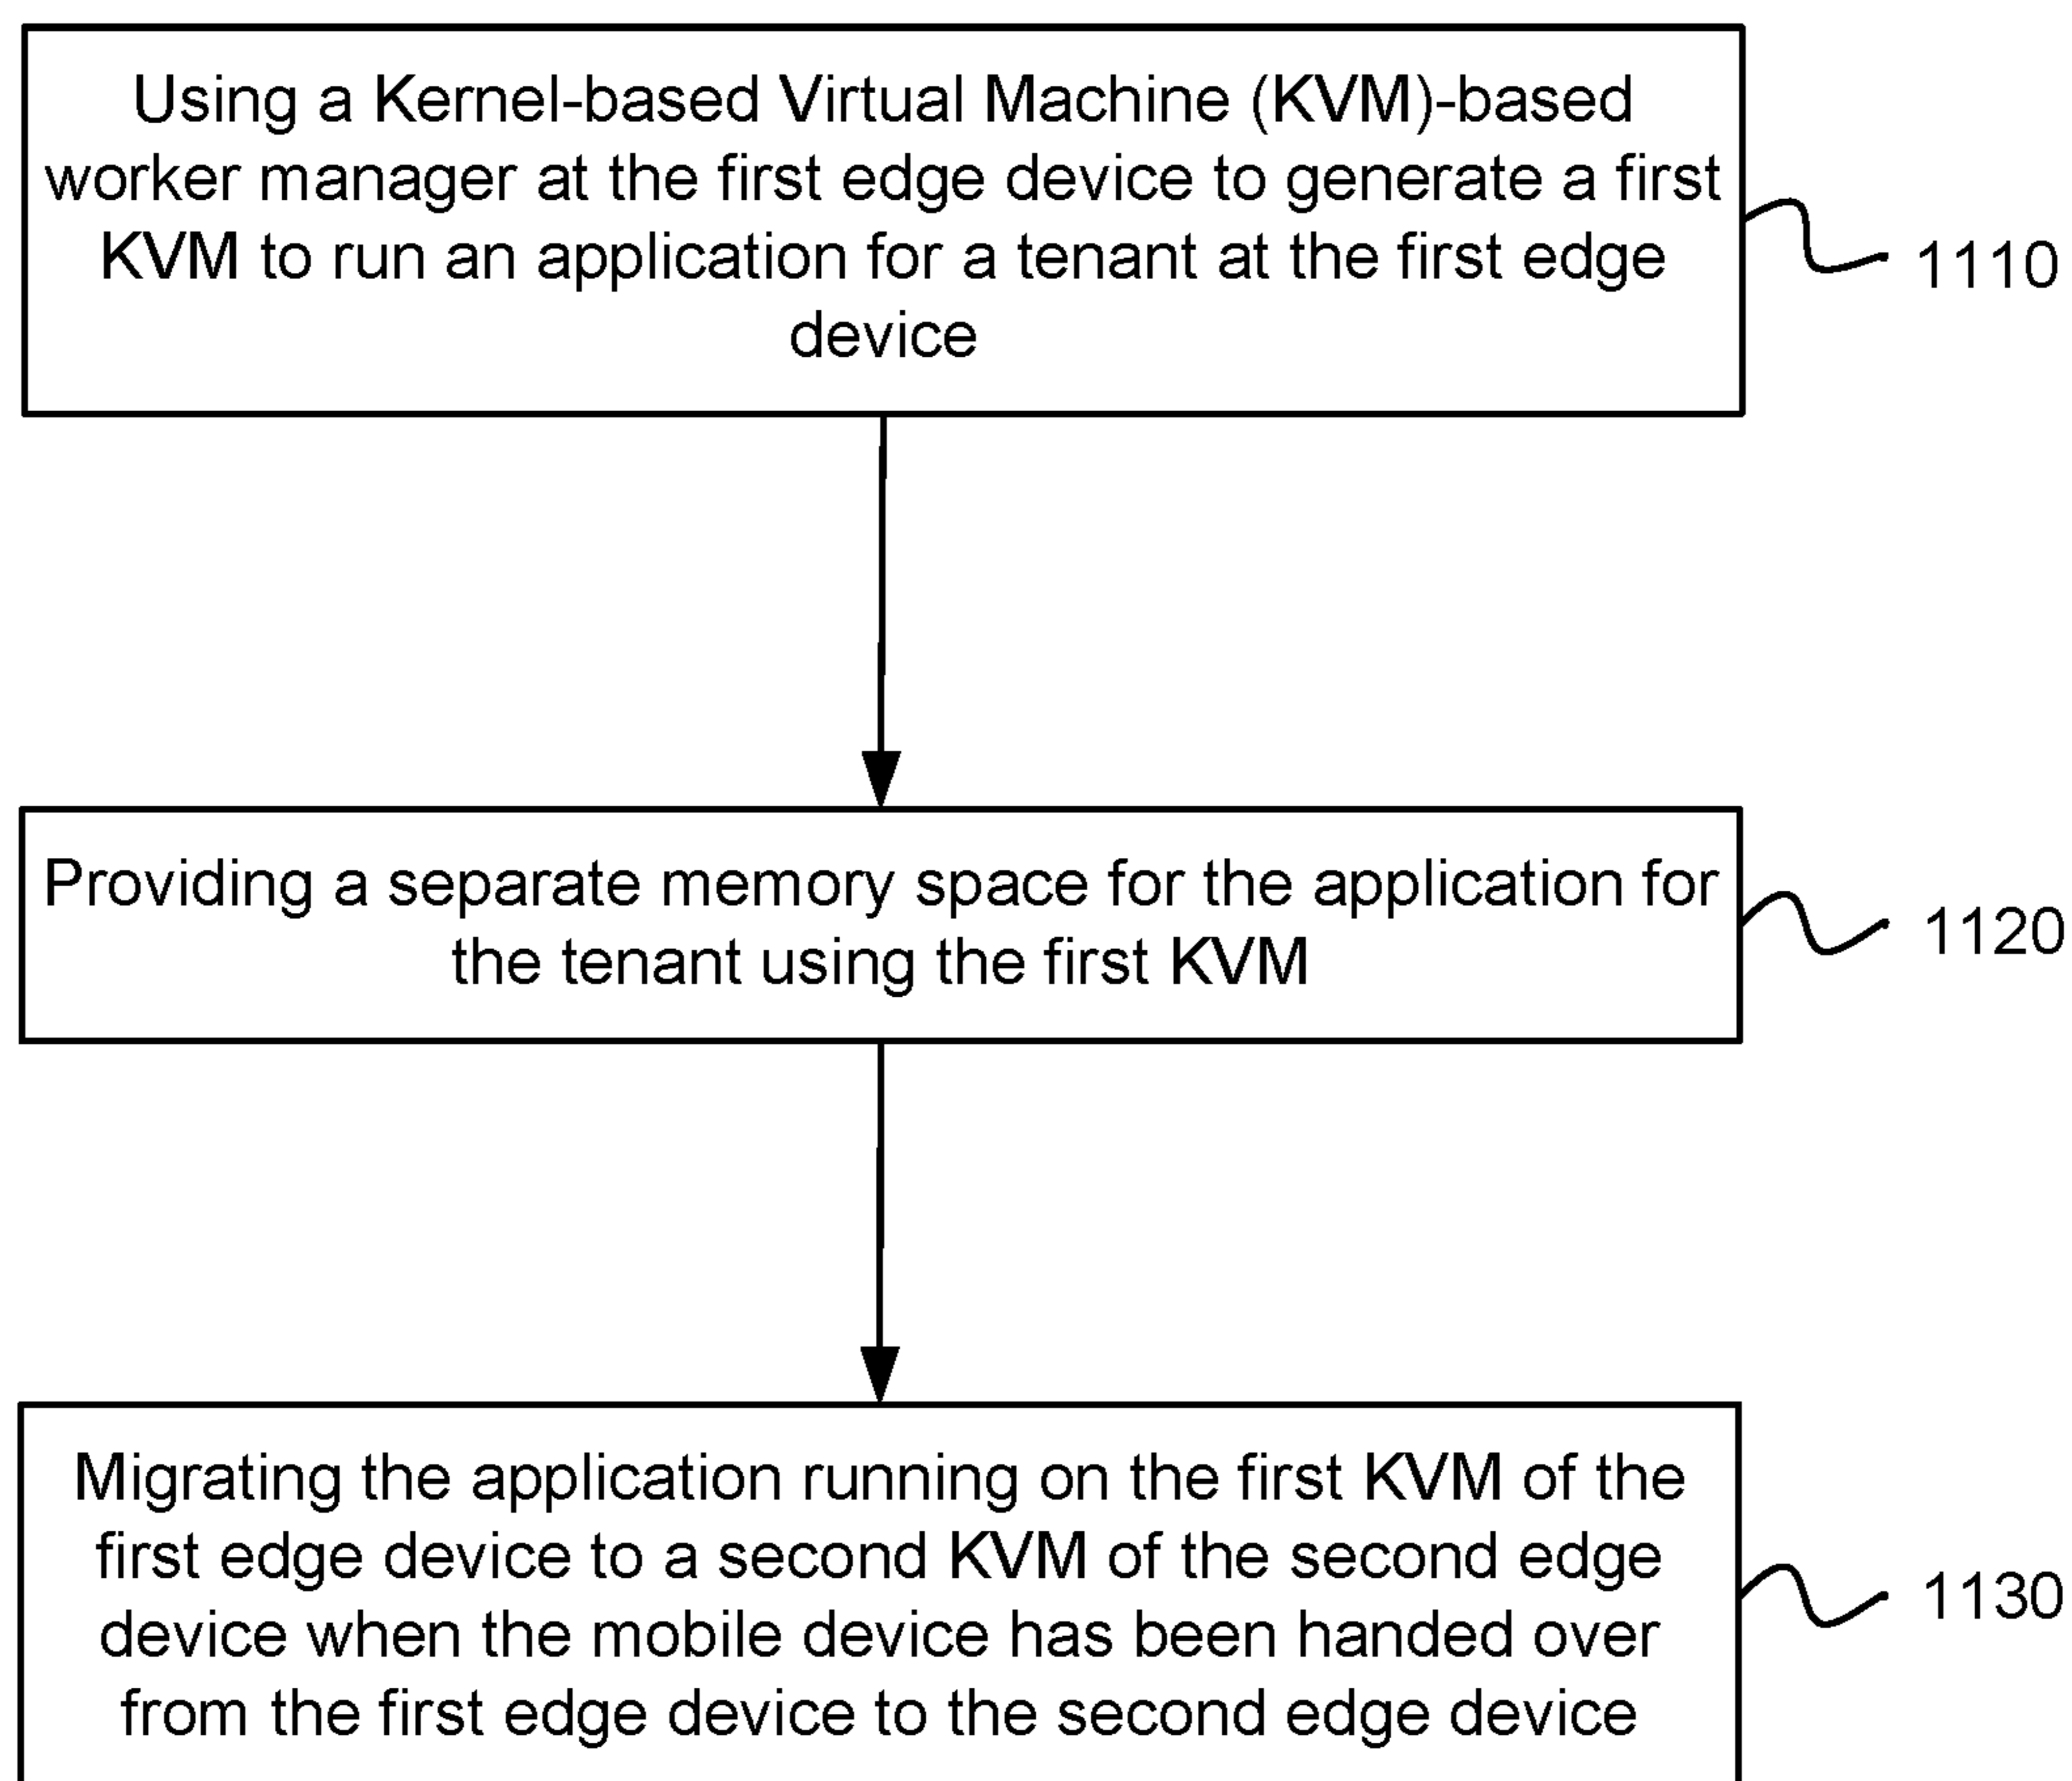 Using a Kernel-based Virtual Machine (KVM)-based
worker manager at the first edge device to generate a first
KVM to run an application for a tenant at the first edge
device
1110
Providing a separate memory space for the application for
the tenant using the first KVM
1120
Migrating the application running on the first KVM of the
first edge device to a second KVM of the second edge
device when the mobile device has been handed over
from the first edge device to the second edge device
1130